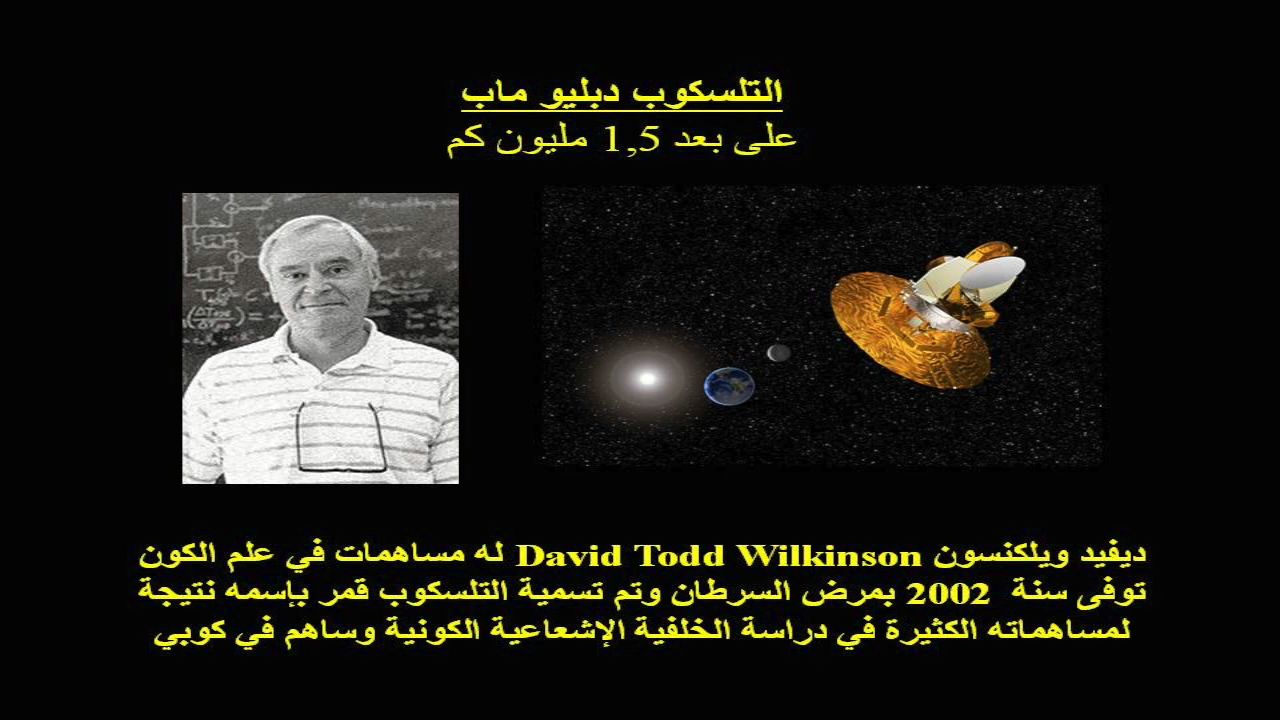 التلسكوب دبليو ماب
على بعد 1,5 مليون كم
ديفيد ويلكنسون David Todd Wilkinson له مساهمات في علم الكون
توفى سنة 2002 بمرض السرطان وتم تسمية التلسكوب قمر بإسمه نتيجة
لمساهماته الكثيرة في دراسة الخلفية الإشعاعية الكونية وساهم في كوبي